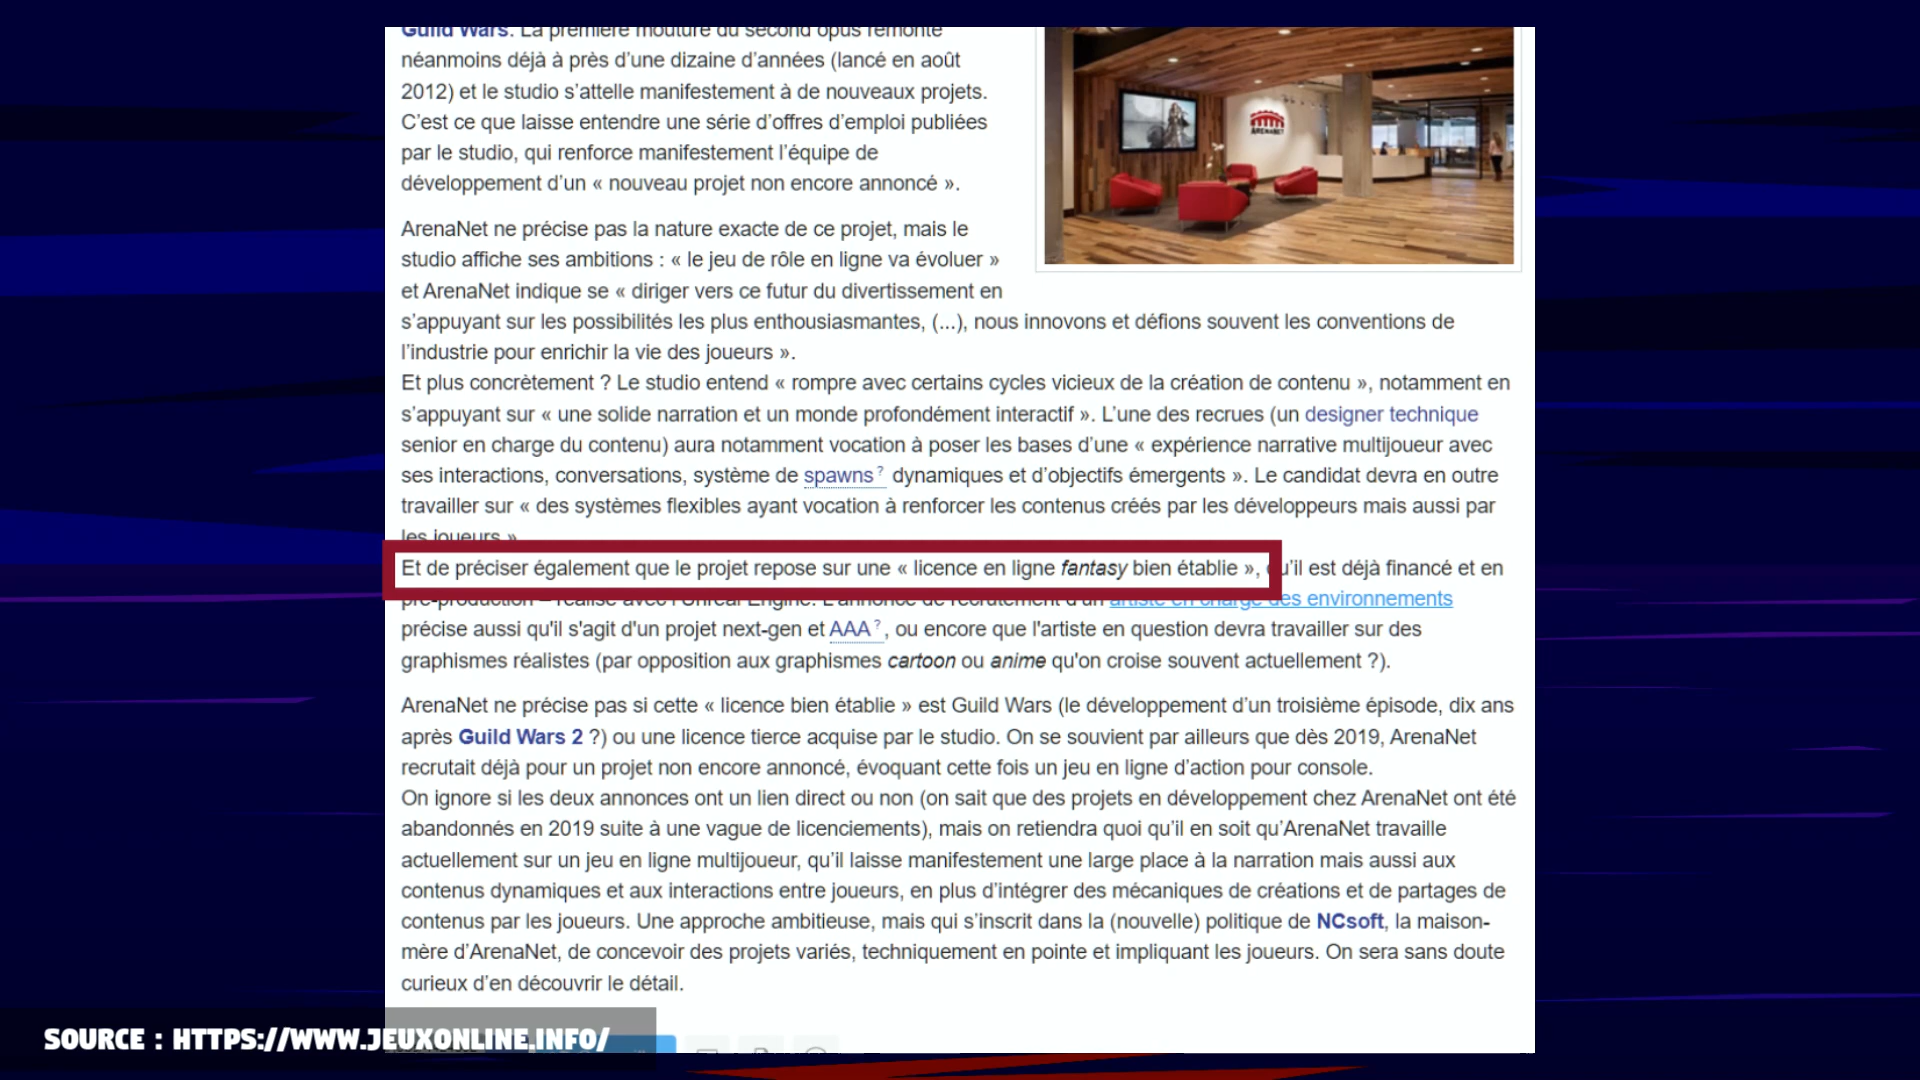 Guild Wars. La première mouture du second opus remonte
néanmoins déjà à près d’une dizaine d’années (lancé en août
2012) et le studio s’attelle manifestement à de nouveaux projets.
C’est ce que laisse entendre une série d’offres d’emploi publiées
par le studio, qui renforce manifestement l’équipe de
développement d’un « nouveau projet non encore annoncé ».
ARENANET
ArenaNet ne précise pas la nature exacte de ce projet, mais le
studio affiche ses ambitions : « le jeu de rôle en ligne va évoluer »
et ArenaNet indique se « diriger vers ce futur du divertissement en
s’appuyant sur les possibilités les plus enthousiasmantes, (...), nous innovons et défions souvent les conventions de
l’industrie pour enrichir la vie des joueurs ».
Et plus concrètement ? Le studio entend « rompre avec certains cycles vicieux de la création de contenu », notamment en
s’appuyant sur « une solide narration et un monde profondément interactif ». L’une des recrues (un designer technique
senior en charge du contenu) aura notamment vocation à poser les bases d’une « expérience narrative multijoueur avec
ses interactions, conversations, système de spawns ? dynamiques et d’objectifs émergents ». Le candidat devra en outre
travailler sur « des systèmes flexibles ayant vocation à renforcer les contenus créés par les développeurs mais aussi par
les joueurs »
Et de préciser également que le projet repose sur une « licence en ligne fantasy bien établie », qu’il est déjà financé et en
pré-production – réalisé avec l’Unreal Engine. L’annonce de recrutement d’un artiste en charge des environnements
précise aussi qu'il s'agit d'un projet next-gen et AAA ?, ou encore que l'artiste en question devra travailler sur des
graphismes réalistes (par opposition aux graphismes cartoon ou anime qu'on croise souvent actuellement ?).
ArenaNet ne précise pas si cette « licence bien établie » est Guild Wars (le développement d’un troisième épisode, dix ans
après Guild Wars 2 ?) ou une licence tierce acquise par le studio. On se souvient par ailleurs que dès 2019, ArenaNet
recrutait déjà pour un projet non encore annoncé, évoquant cette fois un jeu en ligne d’action pour console.
On ignore si les deux annonces ont un lien direct ou non (on sait que des projets en développement chez ArenaNet ont été
abandonnés en 2019 suite à une vague de licenciements), mais on retiendra quoi qu’il en soit qu’ArenaNet travaille
actuellement sur un jeu en ligne multijoueur, qu’il laisse manifestement une large place à la narration mais aussi aux
contenus dynamiques et aux interactions entre joueurs, en plus d’intégrer des mécaniques de créations et de partages de
contenus par les joueurs. Une approche ambitieuse, mais qui s’inscrit dans la (nouvelle) politique de NCsoft, la maison-
mère d’ArenaNet, de concevoir des projets variés, techniquement en pointe et impliquant les joueurs. On sera sans doute
curieux d’en découvrir le détail.
SOURCE : HTTPS://WWW.JEUXONLINE.INFO/